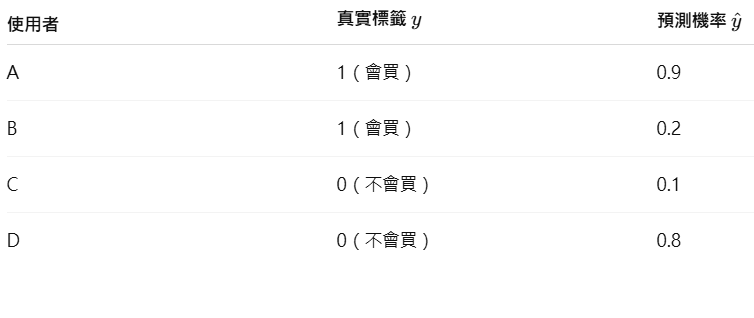 使用者 真實標籤 y 預測機率 ŷ
A 1（會買） 0.9
B 1（會買） 0.2
C 0（不會買） 0.1
D 0（不會買） 0.8